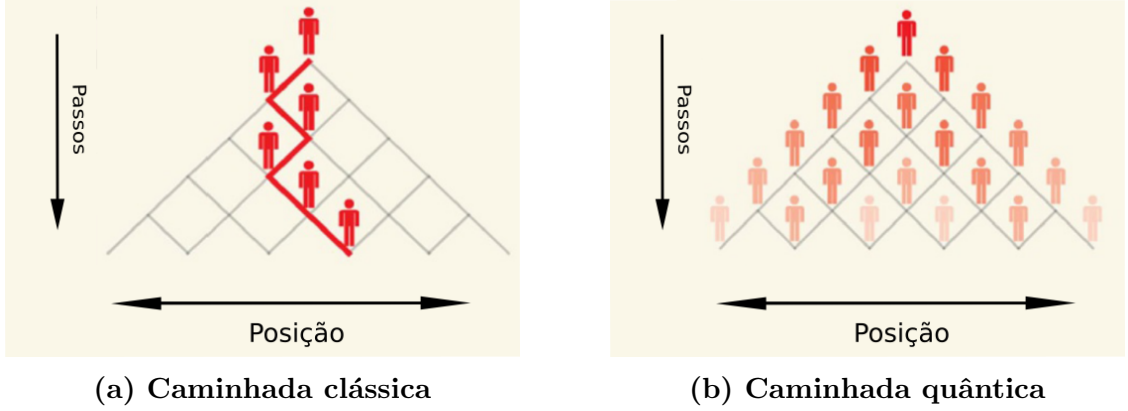 Passos
Posição
(a) Caminhada clássica
Passos
Posição
(b) Caminhada quântica